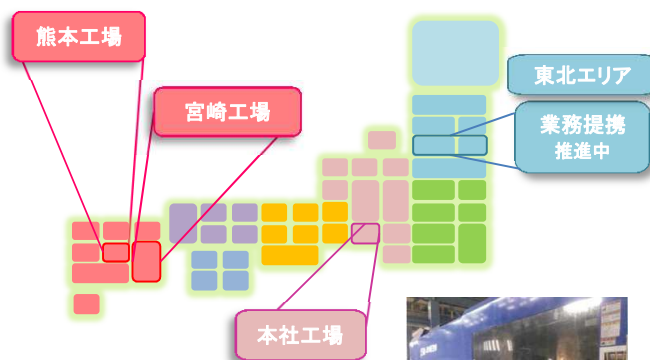 熊本工場
宮崎工場
東北エリア
業務提携
推進中
本社工場